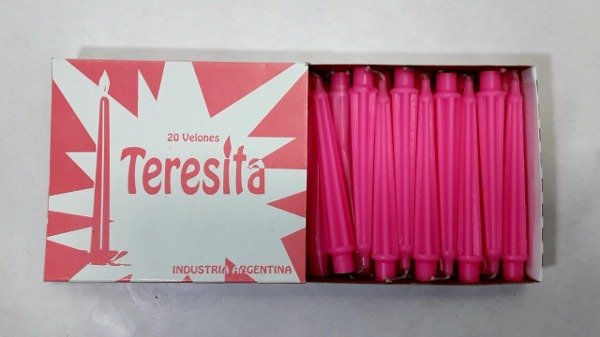 20 Velones
Teresita
INDUSTRIA ARGENTINA